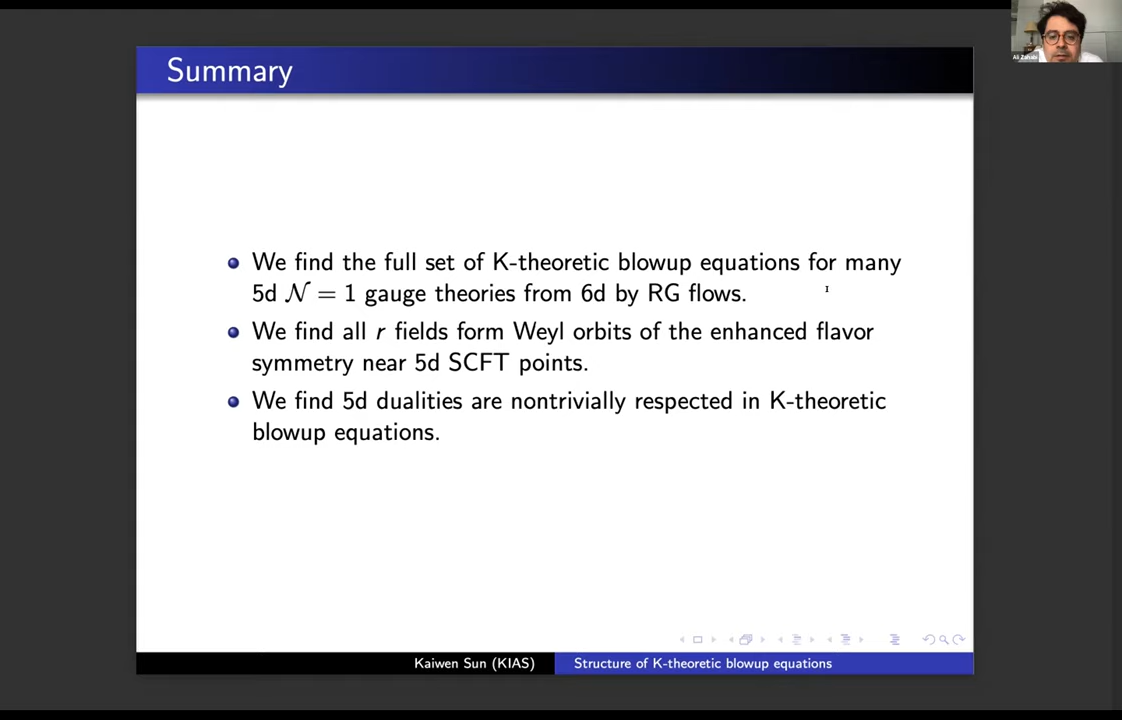 Summary
We find the full set of K-theoretic blowup equations for many
5d 𝒩 = 1 gauge theories from 6d by RG flows.
We find all r fields form Weyl orbits of the enhanced flavor
symmetry near 5d SCFT points.
We find 5d dualities are nontrivially respected in K-theoretic
blowup equations.
Kaiwen Sun (KIAS)
Structure of K-theoretic blowup equations